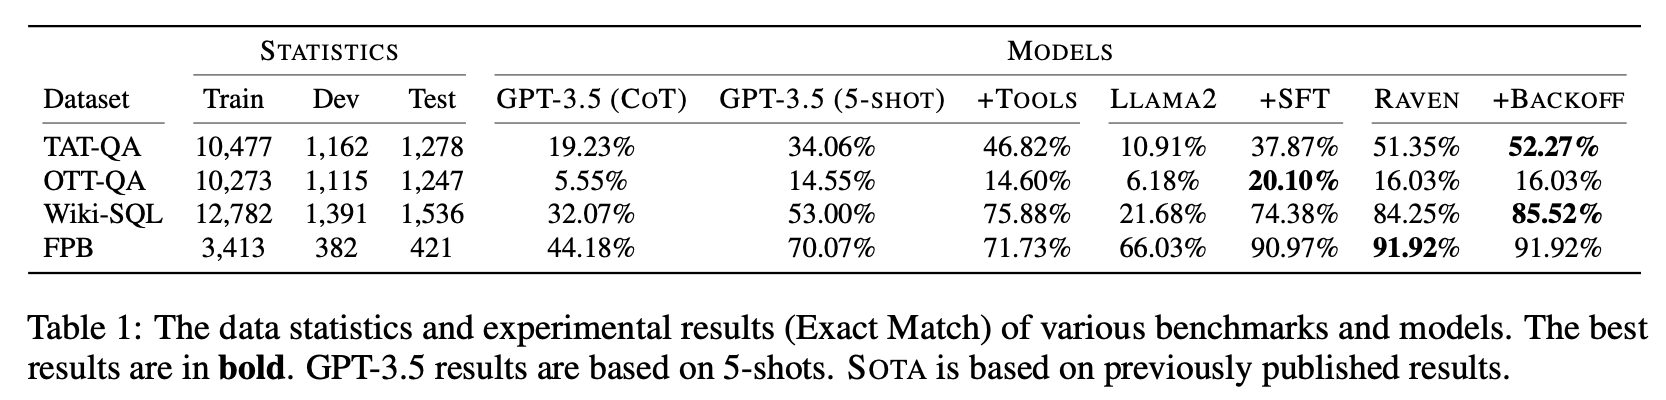 STATISTICS MODELS
Dataset Train Dev Test GPT-3.5 (COT) GPT-3.5 (5-SHOT) +TOOLS LLAMA2 +SFT RAVEN +BACKOFF
TAT-QA 10,477 1,162 1,278 19.23% 34.06% 46.82% 10.91% 37.87% 51.35% 52.27%
OTT-QA 10,273 1,115 1,247 5.55% 14.55% 14.60% 6.18% 20.10% 16.03% 16.03%
Wiki-SQL 12,782 1,391 1,536 32.07% 53.00% 75.88% 21.68% 74.38% 84.25% 85.52%
FPB 3,413 382 421 44.18% 70.07% 71.73% 66.03% 90.97% 91.92% 91.92%
Table 1: The data statistics and experimental results (Exact Match) of various benchmarks and models. The best
results are in bold. GPT-3.5 results are based on 5-shots. SOTA is based on previously published results.